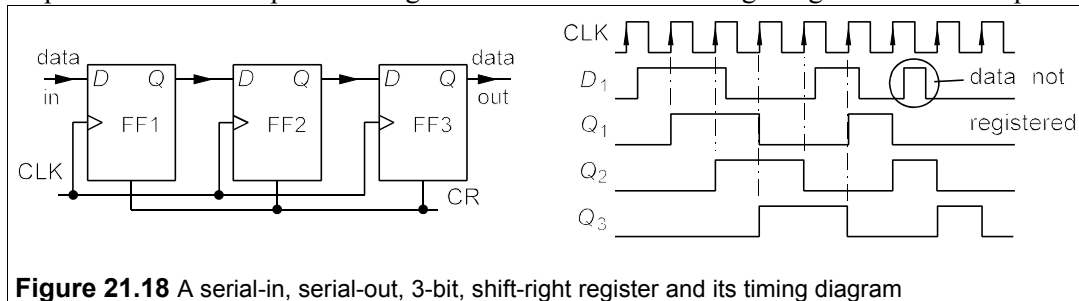 data
data
CLK
D Q
D Q
D Q
D₁
data not
in
out
FF1
FF2
FF3
Q₁
registered
CLK
CR
Q₂
Q₃
Figure 21.18 A serial-in, serial-out, 3-bit, shift-right register and its timing diagram